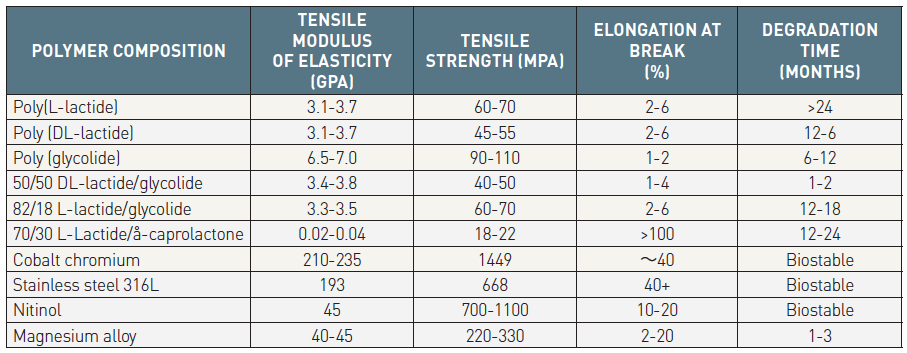 POLYMER COMPOSITION TENSILE MODULUS OF ELASTICITY (GPA) TENSILE STRENGTH (MPA) ELONGATION AT BREAK (%) DEGRADATION TIME (MONTHS)
Poly(L-lactide) 3.1-3.7 60-70 2-6 >24
Poly (DL-lactide) 3.1-3.7 45-55 2-6 12-6
Poly (glycolide) 6.5-7.0 90-110 1-2 6-12
50/50 DL-lactide/glycolide 3.4-3.8 40-50 1-4 1-2
82/18 L-lactide/glycolide 3.3-3.5 60-70 2-6 12-18
70/30 L-Lactide/å-caprolactone 0.02-0.04 18-22 >100 12-24
Cobalt chromium 210-235 1449 ~40 Biostable
Stainless steel 316L 193 668 40+ Biostable
Nitinol 45 700-1100 10-20 Biostable
Magnesium alloy 40-45 220-330 2-20 1-3